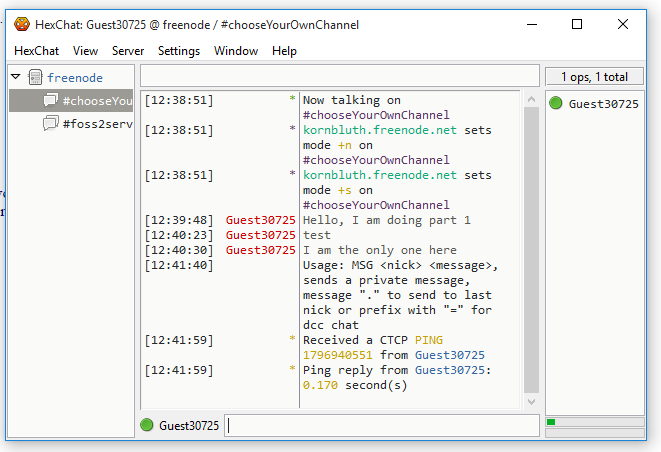 HexChat: Guest30725 @ freenode / #chooseYourOwnChannel
HexChat View Server Settings Window Help
freenode
#chooseYou
#foss2serv
1 ops, 1 total
Guest30725
[12:38:51] * Now talking on
#chooseYourOwnChannel
[12:38:51] * kornbluth.freenode.net sets
mode +n on
#chooseYourOwnChannel
[12:38:51] * kornbluth.freenode.net sets
mode +s on
#chooseYourOwnChannel
[12:39:48] Guest30725 Hello, I am doing part 1
[12:40:23] Guest30725 test
[12:40:30] Guest30725 I am the only one here
[12:41:40] Usage: MSG <nick> <message>,
sends a private message,
message "." to send to last
nick or prefix with "=" for
dcc chat
[12:41:59] * Received a CTCP PING
1796940551 from Guest30725
[12:41:59] * Ping reply from Guest30725:
0.170 second(s)
Guest30725